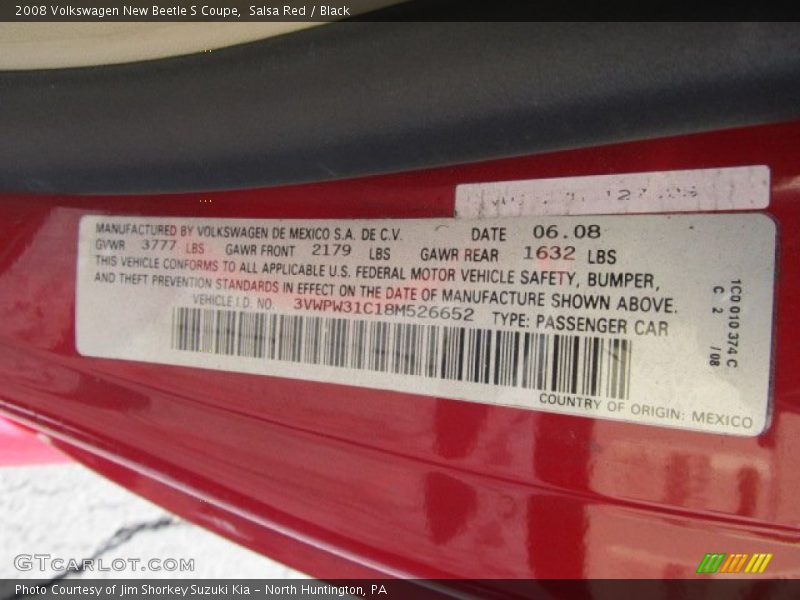 2008 Volkswagen New Beetle S Coupe, Salsa Red / Black
MANUFACTURED BY VOLKSWAGEN DE MEXICO S.A. DE C.V. DATE 06.08
GVWR 3777 LBS GAWR FRONT 2179 LBS GAWR REAR 1632 LBS
THIS VEHICLE CONFORMS TO ALL APPLICABLE U.S. FEDERAL MOTOR VEHICLE SAFETY, BUMPER,
AND THEFT PREVENTION STANDARDS IN EFFECT ON THE DATE OF MANUFACTURE SHOWN ABOVE.
VEHICLE I.D. NO. 3VWPW31C18M526652 TYPE: PASSENGER CAR
COUNTRY OF ORIGIN: MEXICO
1C0 010 374 C
C 2 /08
GTCARLOT.COM
Photo Courtesy of Jim Shorkey Suzuki Kia - North Huntington, PA